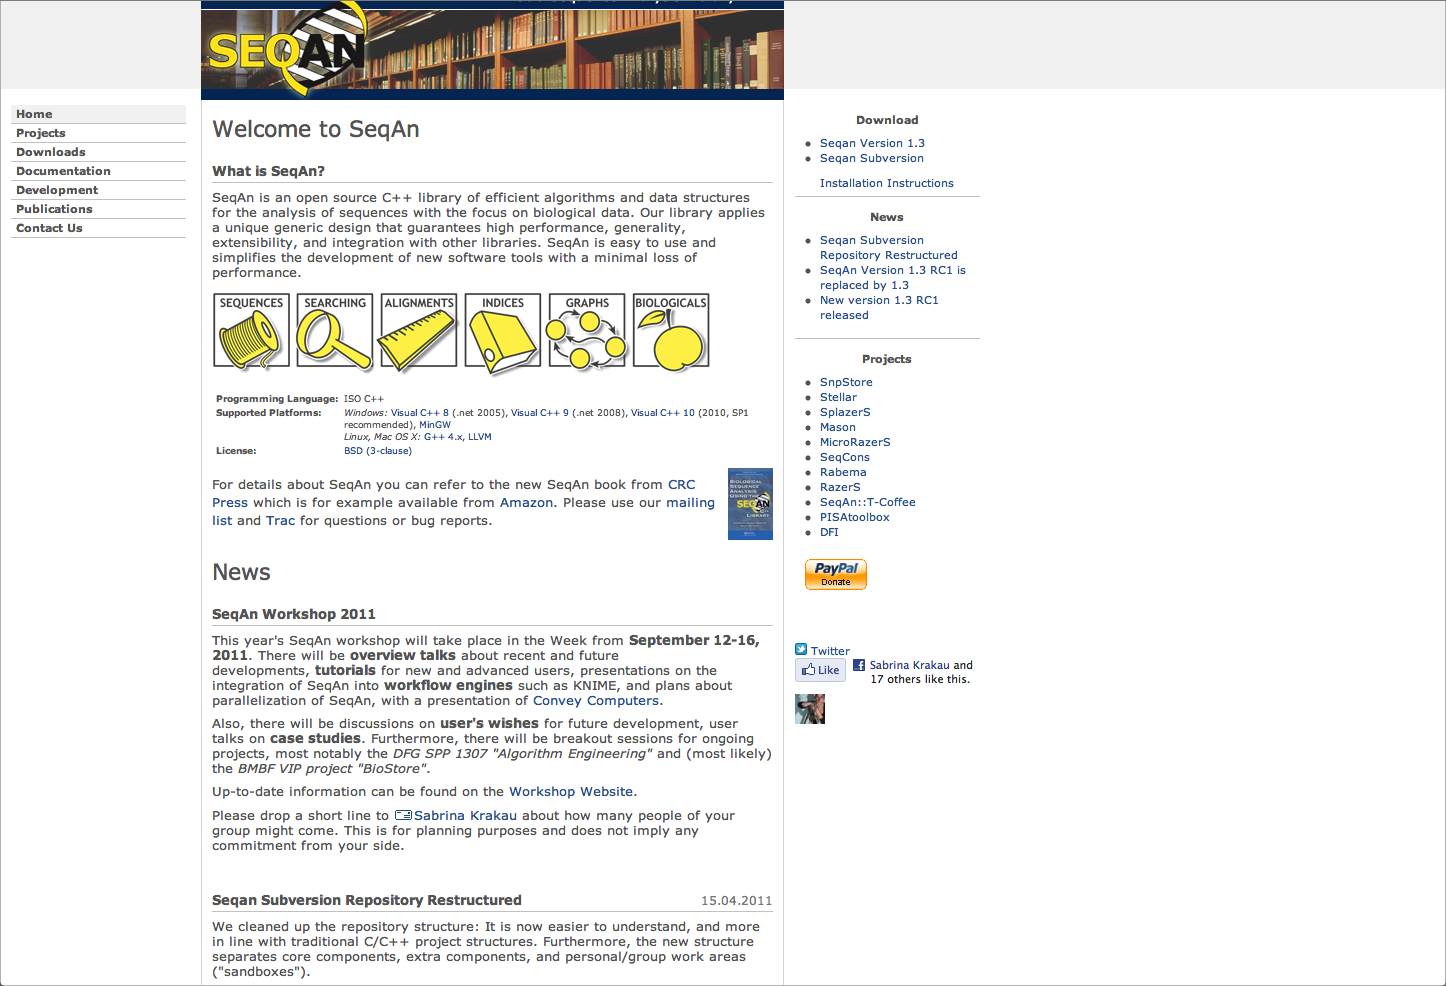 SEQAN
Home
Projects
Downloads
Documentation
Development
Publications
Contact Us
Welcome to SeqAn
What is SeqAn?
SeqAn is an open source C++ library of efficient algorithms and data structures
for the analysis of sequences with the focus on biological data. Our library applies
a unique generic design that guarantees high performance, generality,
extensibility, and integration with other libraries. SeqAn is easy to use and
simplifies the development of new software tools with a minimal loss of
performance.
SEQUENCES SEARCHING ALIGNMENTS INDICES GRAPHS BIOLOGICALS
Programming Language: ISO C++
Supported Platforms: Windows: Visual C++ 8 (.net 2005), Visual C++ 9 (.net 2008), Visual C++ 10 (2010, SP1
recommended), MinGW
Linux, Mac OS X: G++ 4.x, LLVM
License: BSD (3-clause)
For details about SeqAn you can refer to the new SeqAn book from CRC
Press which is for example available from Amazon. Please use our mailing
list and Trac for questions or bug reports.
BIOLOGICAL
SEQUENCE
ANALYSIS
USING THE
SEQAN
LIBRARY
News
SeqAn Workshop 2011
This year's SeqAn workshop will take place in the Week from September 12-16,
2011. There will be overview talks about recent and future
developments, tutorials for new and advanced users, presentations on the
integration of SeqAn into workflow engines such as KNIME, and plans about
parallelization of SeqAn, with a presentation of Convey Computers.
Also, there will be discussions on user's wishes for future development, user
talks on case studies. Furthermore, there will be breakout sessions for ongoing
projects, most notably the DFG SPP 1307 "Algorithm Engineering" and (most likely)
the BMBF VIP project "BioStore".
Up-to-date information can be found on the Workshop Website.
Please drop a short line to Sabrina Krakau about how many people of your
group might come. This is for planning purposes and does not imply any
commitment from your side.
Seqan Subversion Repository Restructured 15.04.2011
We cleaned up the repository structure: It is now easier to understand, and more
in line with traditional C/C++ project structures. Furthermore, the new structure
separates core components, extra components, and personal/group work areas
("sandboxes").
Download
Seqan Version 1.3
Seqan Subversion
Installation Instructions
News
Seqan Subversion
Repository Restructured
SeqAn Version 1.3 RC1 is
replaced by 1.3
New version 1.3 RC1
released
Projects
SnpStore
Stellar
SplazerS
Mason
MicroRazerS
SeqCons
Rabema
RazerS
SeqAn::T-Coffee
PISAtoolbox
DFI
PayPal
Donate
Twitter
Like
Sabrina Krakau and
17 others like this.